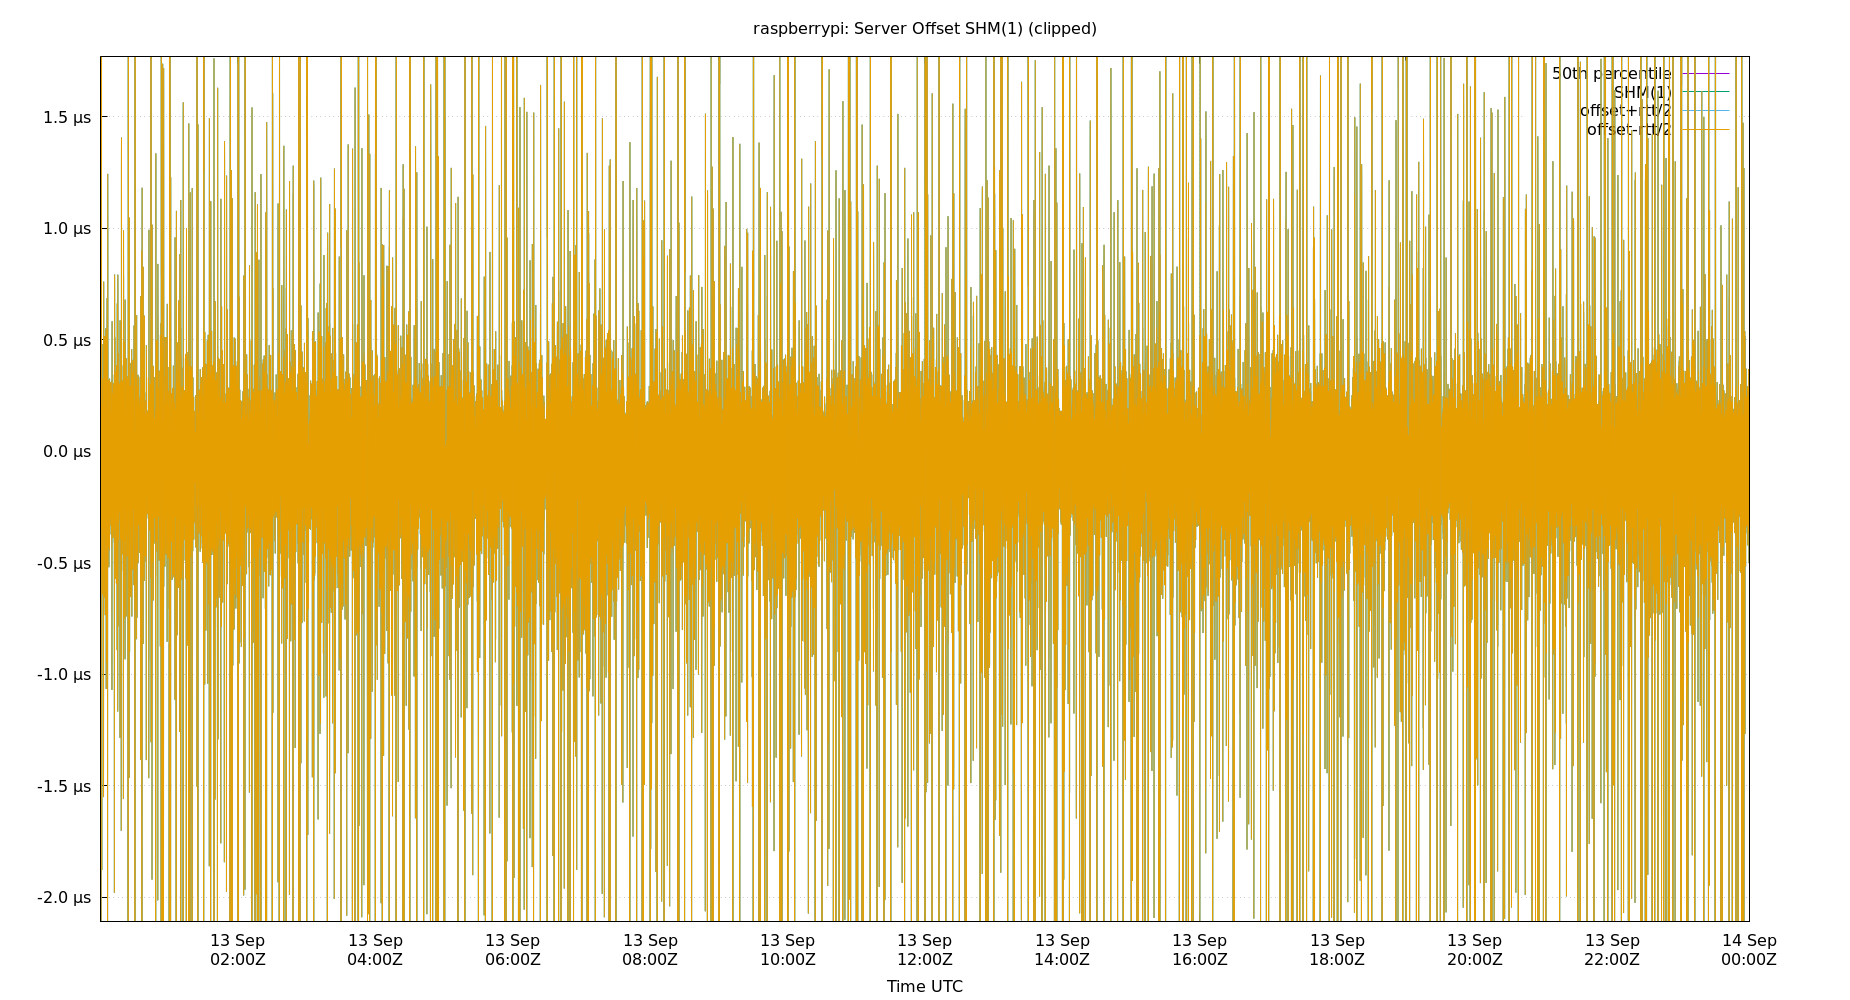 raspberrypi: Server Offset SHM(1) (clipped)
50th percentile
SHM(1)
offset+rtt/2
offset-rtt/2
1.5 µs
1.0 µs
0.5 µs
0.0 µs
-0.5 µs
-1.0 µs
-1.5 µs
-2.0 µs
13 Sep 13 Sep 13 Sep 13 Sep 13 Sep 13 Sep 13 Sep 13 Sep 13 Sep 13 Sep 13 Sep 14 Sep
02:00Z 04:00Z 06:00Z 08:00Z 10:00Z 12:00Z 14:00Z 16:00Z 18:00Z 20:00Z 22:00Z 00:00Z
Time UTC